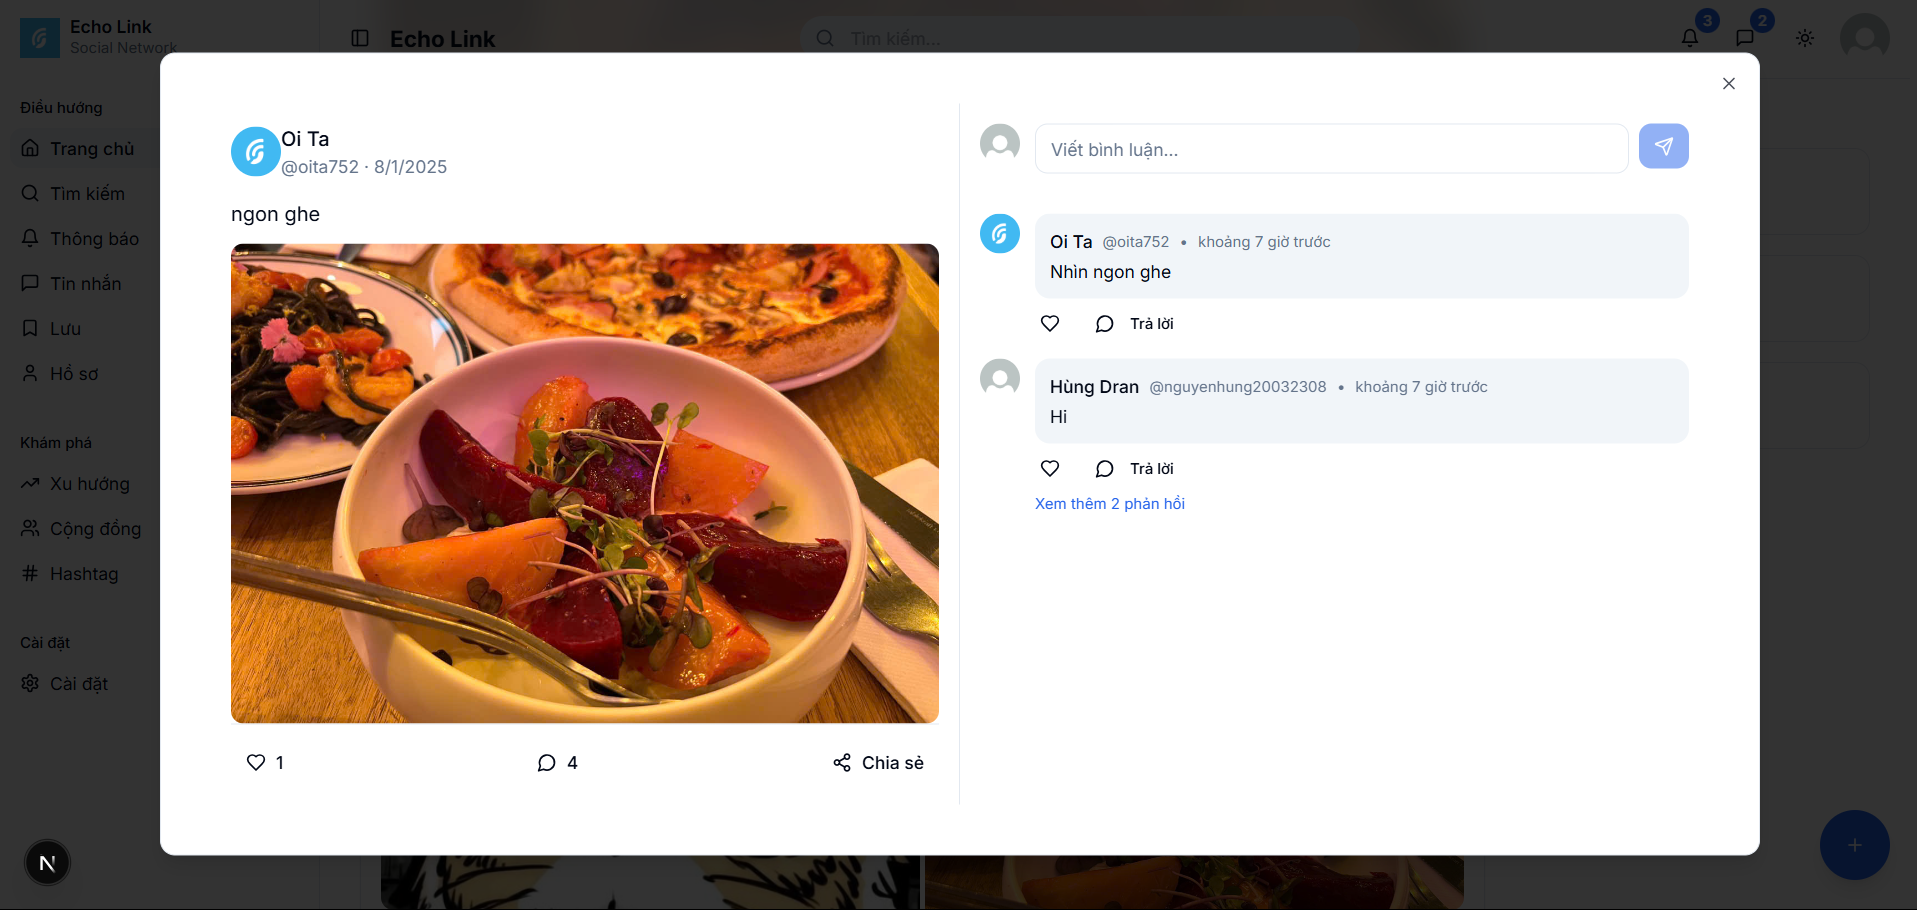 Echo Link
Social Network
Echo Link
Tìm kiếm...
3
2
Điều hướng
Trang chủ
Tìm kiếm
Thông báo
Tin nhắn
Lưu
Hồ sơ
Khám phá
Xu hướng
Cộng đồng
Hashtag
Cài đặt
Cài đặt
N
Oi Ta
@oita752 · 8/1/2025
ngon ghe
1
4
Chia sẻ
Viết bình luận...
Oi Ta @oita752 • khoảng 7 giờ trước
Nhìn ngon ghe
Trả lời
Hùng Dran @nguyenhung20032308 • khoảng 7 giờ trước
Hi
Trả lời
Xem thêm 2 phản hồi